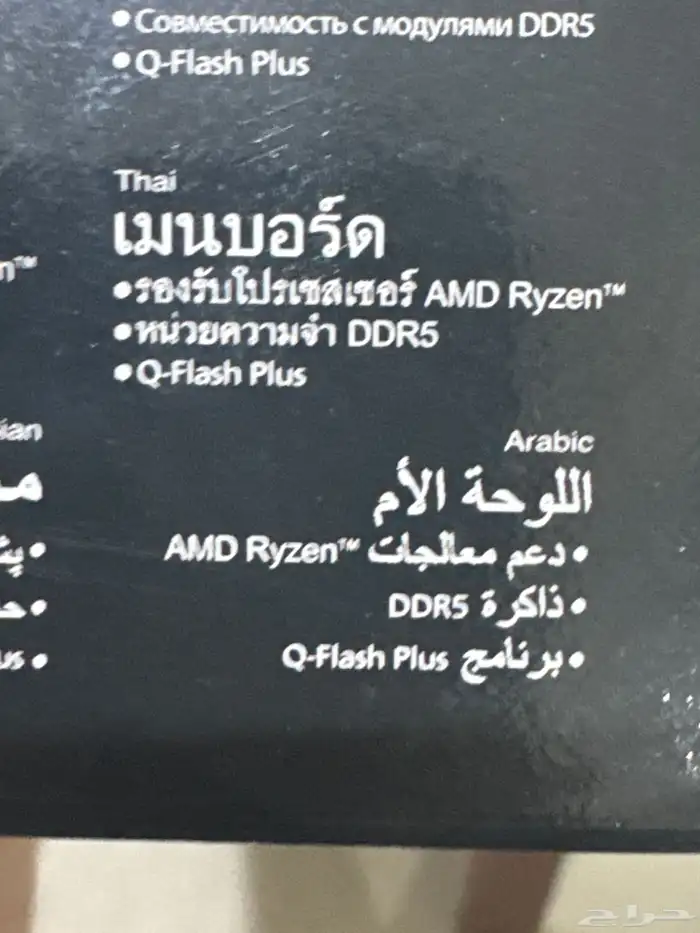 • Совместимость с модулями DDR5
• Q-Flash Plus
Thai
เมนบอร์ด
• รองรับโปรเซสเซอร์ AMD Ryzen™
• หน่วยความจำ DDR5
• Q-Flash Plus
Arabic
اللوحة الأم
• دعم معالجات AMD Ryzen™
• ذاكرة DDR5
• برنامج Q-Flash Plus
حراج